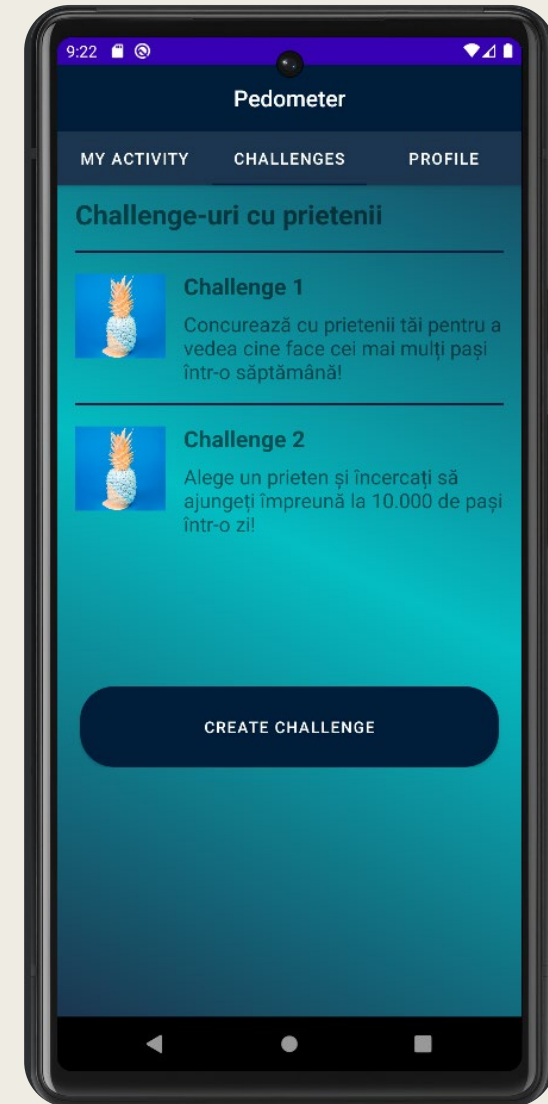 9:22
Pedometer
MY ACTIVITY CHALLENGES PROFILE
Challenge-uri cu prietenii
Challenge 1
Concurează cu prietenii tăi pentru a
vedea cine face cei mai mulți pași
într-o săptămână!
Challenge 2
Alege un prieten și încercați să
ajungeți împreună la 10.000 de pași
într-o zi!
CREATE CHALLENGE